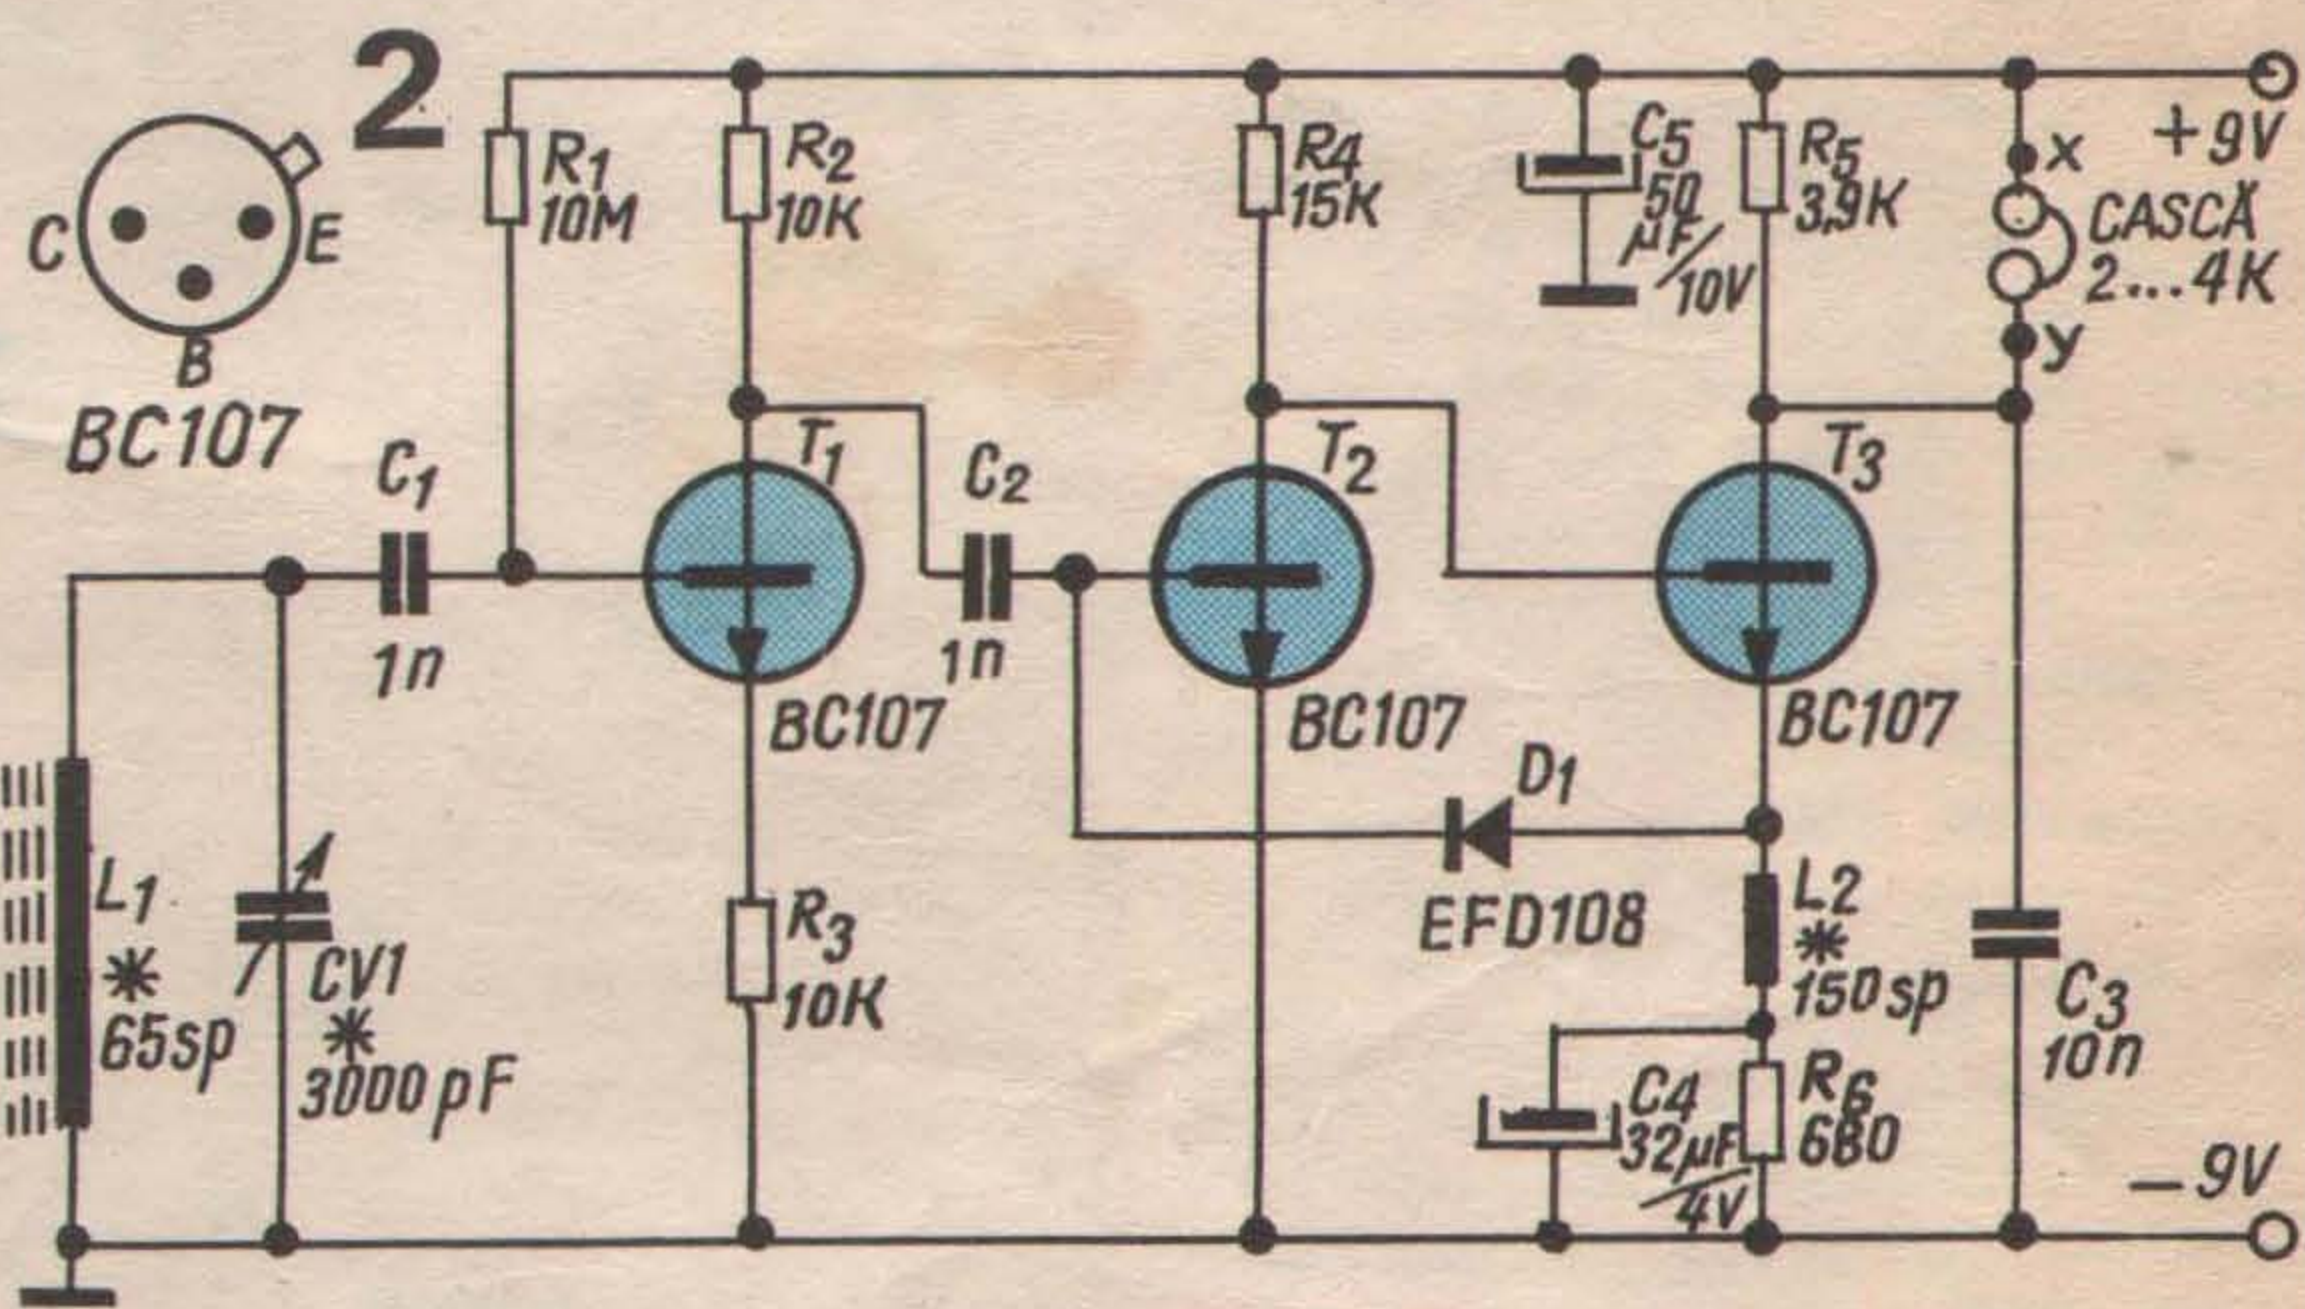 2
C
E
B
BC107
R1
10M
R2
10K
R4
15K
C5
50
µF/
10V
R5
3,9K
+9V
X
CASCĂ
2...4K
Y
C1
1n
T1
BC107
C2
1n
T2
BC107
T3
BC107
D1
EFD108
L1
*
65sp
CV1
*
3000pF
R3
10K
L2
*
150sp
C4
32µF
/4V
R6
680
C3
10n
−9V